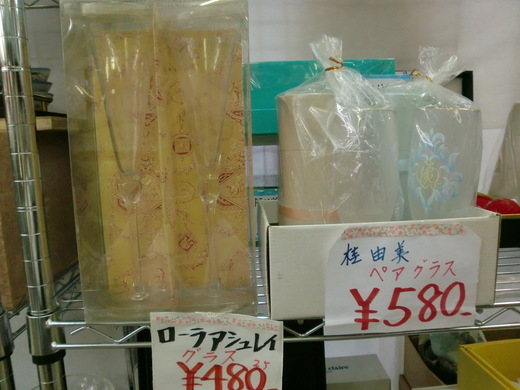 桂由美
ペアグラス
¥580-
ローラアシュレイ
グラス
¥480-